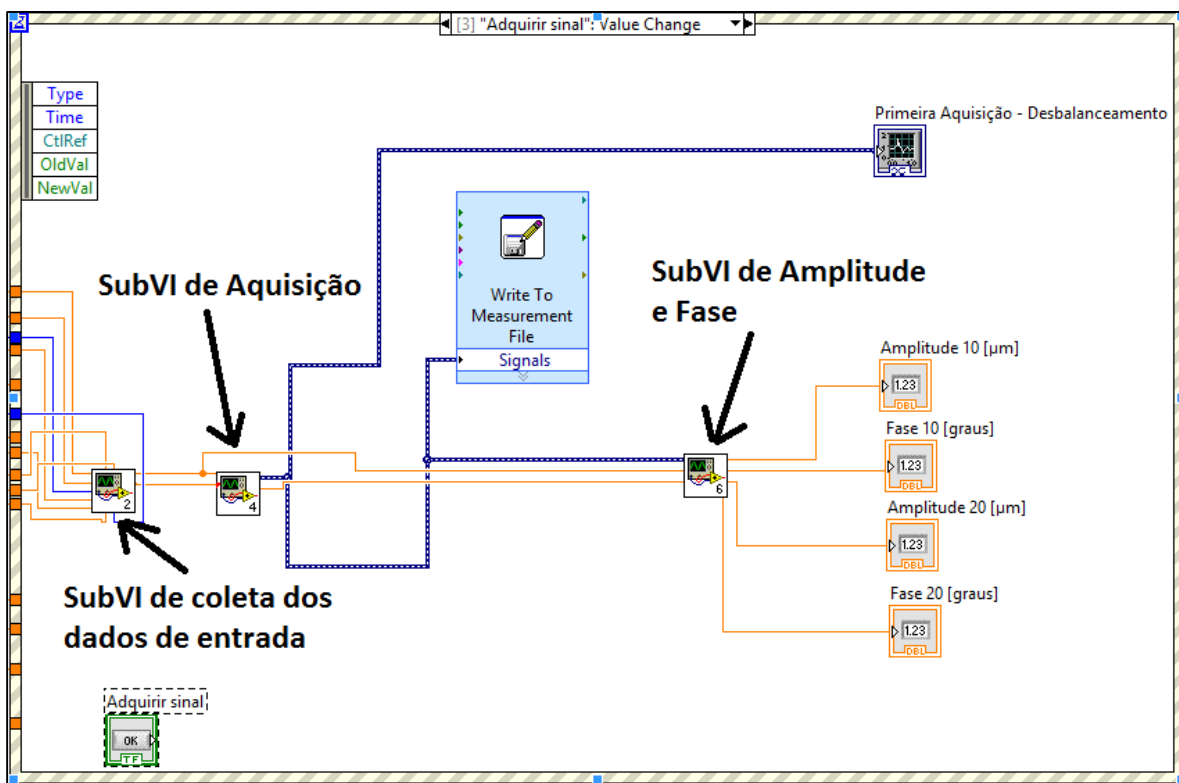 [3] "Adquirir sinal": Value Change
Type
Time
CtlRef
OldVal
NewVal
Primeira Aquisição - Desbalanceamento
Write To
Measurement
File
Signals
SubVI de Aquisição
SubVI de Amplitude
e Fase
Amplitude 10 [µm]
1.23
DBL
Fase 10 [graus]
1.23
DBL
Amplitude 20 [µm]
1.23
DBL
Fase 20 [graus]
1.23
DBL
2
4
6
SubVI de coleta dos
dados de entrada
Adquirir sinal
OK
TF